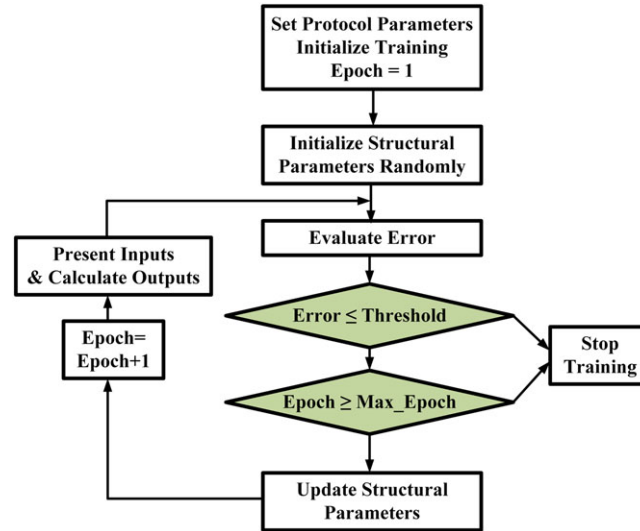 Set Protocol Parameters
Initialize Training
Epoch = 1
Initialize Structural
Parameters Randomly
Evaluate Error
Present Inputs
& Calculate Outputs
Error ≤ Threshold
Epoch=
Epoch+1
Stop
Training
Epoch ≥ Max_Epoch
Update Structural
Parameters